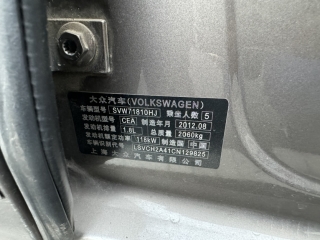 大众汽车(VOLKSWAGEN)
车辆型号 SVW71810HJ 乘坐人数 5
发动机型号 CEA 制造年月 2012.08
发动机排量 1.8L 总质量 2060kg
发动机额定功率 118kW 制造国 中国
车辆识别代号 LSVCH2A41CN129825
上海大众汽车有限公司